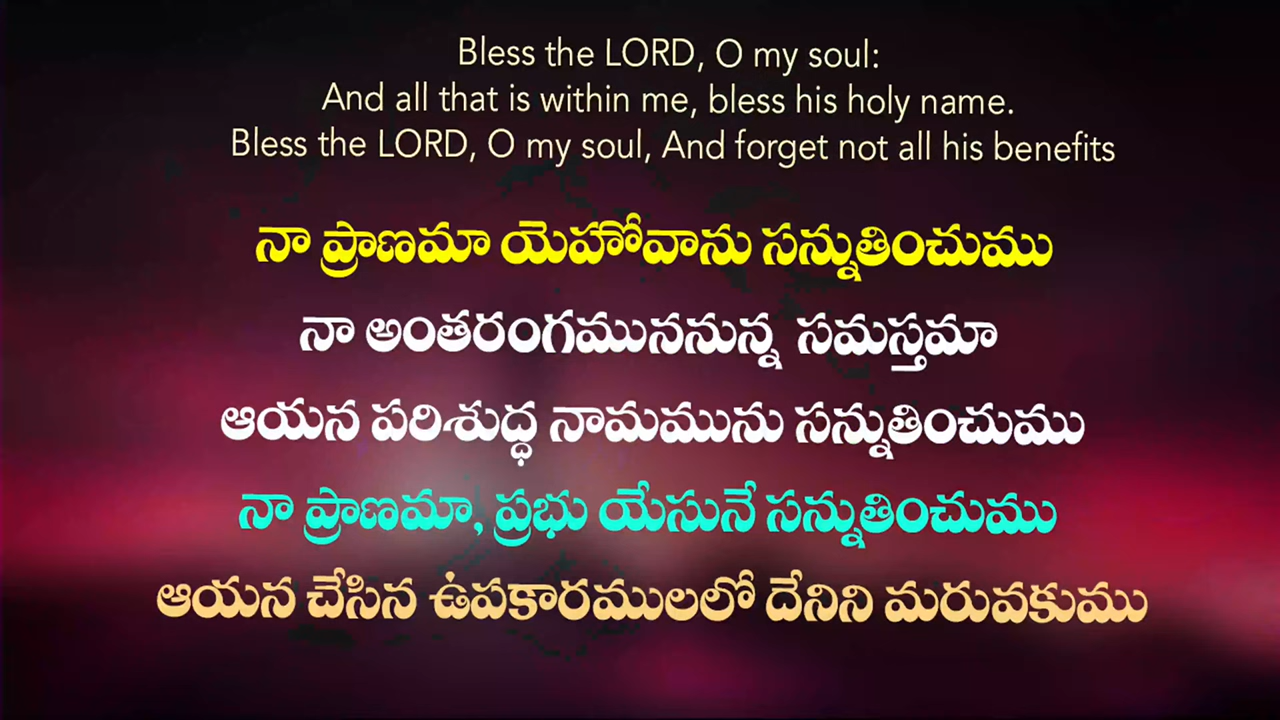 Bless the LORD, O my soul:
And all that is within me, bless his holy name.
Bless the LORD, O my soul, And forget not all his benefits
నా ప్రాణమా యెహోవాను సన్నుతించుము
నా అంతరంగముననున్న సమస్తమా
ఆయన పరిశుద్ధ నామమును సన్నుతించుము
నా ప్రాణమా, ప్రభు యేసునే సన్నుతించుము
ఆయన చేసిన ఉపకారములలో దేనిని మరువకుము